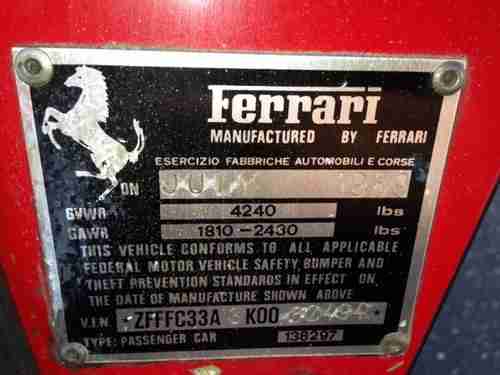 Ferrari
MANUFACTURED BY FERRARI
ESERCIZIO FABBRICHE AUTOMOBILI E CORSE
ON JULY
GVWR 4240 lbs
GAWR 1810-2430 lbs
THIS VEHICLE CONFORMS TO ALL APPLICABLE
FEDERAL MOTOR VEHICLE SAFETY, BUMPER AND
THEFT PREVENTION STANDARDS IN EFFECT ON
THE DATE OF MANUFACTURE SHOWN ABOVE
V.I.N. *ZFFFC33A K00
TYPE: PASSENGER CAR 136297